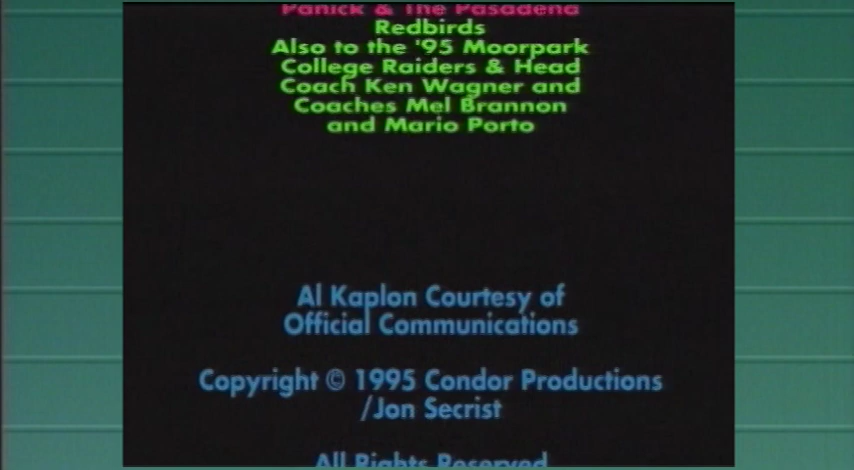 Panick & The Pasadena
Redbirds
Also to the '95 Moorpark
College Raiders & Head
Coach Ken Wagner and
Coaches Mel Brannon
and Mario Porto
Al Kaplon Courtesy of
Official Communications
Copyright © 1995 Condor Productions
/Jon Secrist
All Rights Reserved